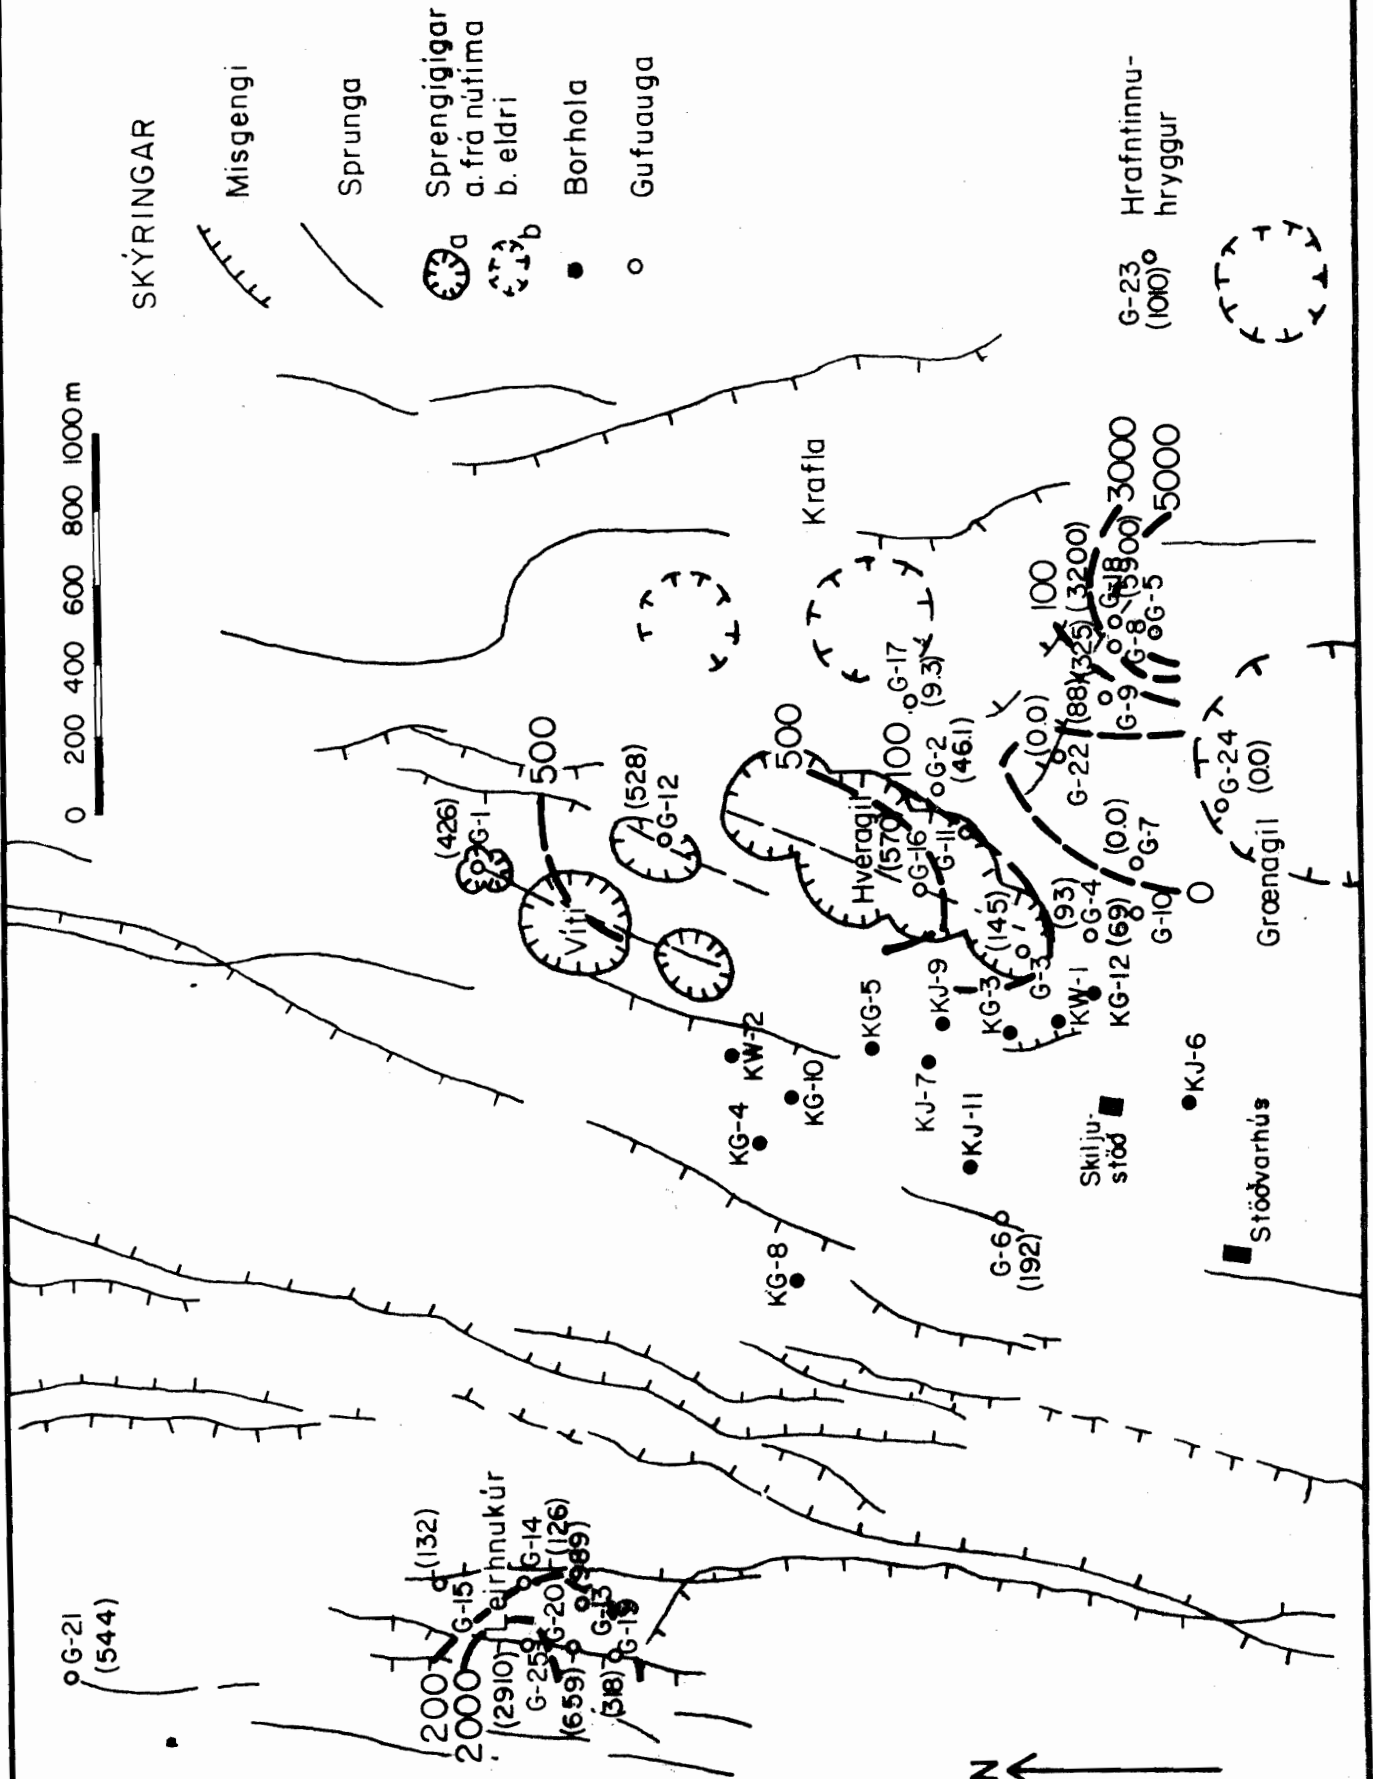 SKÝRINGAR
Misgengi
Sprunga
Sprengigigar
a. frá nútima
b. eldri
a
b
Borhola
Gufuauga
0 200 400 600 800 1000 m
Hrafntinnu-
hryggur
G-23
(1010)
Krafla
3000
5000
100
(3200)
(5900)
G-18
G-5
G-8
(325)
(88)
G-9
(0.0)
G-22
G-24
(0.0)
Grœnagil
G-17
(9.3)
G-2
(46.1)
100
500
Hveragil
(570)
G-16
G-11
(145)
G-3
(93)
G-4
(69)
G-10
(0.0)
G-7
0
500
(426)
G-1
(528)
G-12
Víti
KW-2
KG-4
KG-10
KG-5
KJ-9
KJ-7
KG-3
KW-1
KG-12
KJ-11
KJ-6
KG-8
G-6
(192)
Skilju-
stöð
Stöðvarhús
G-21
(544)
(132)
G-15
Leirhnukúr
G-14
(126)
G-20
G-13
G-19
G-25
(2910)
(659)
(318)
200
2000
N